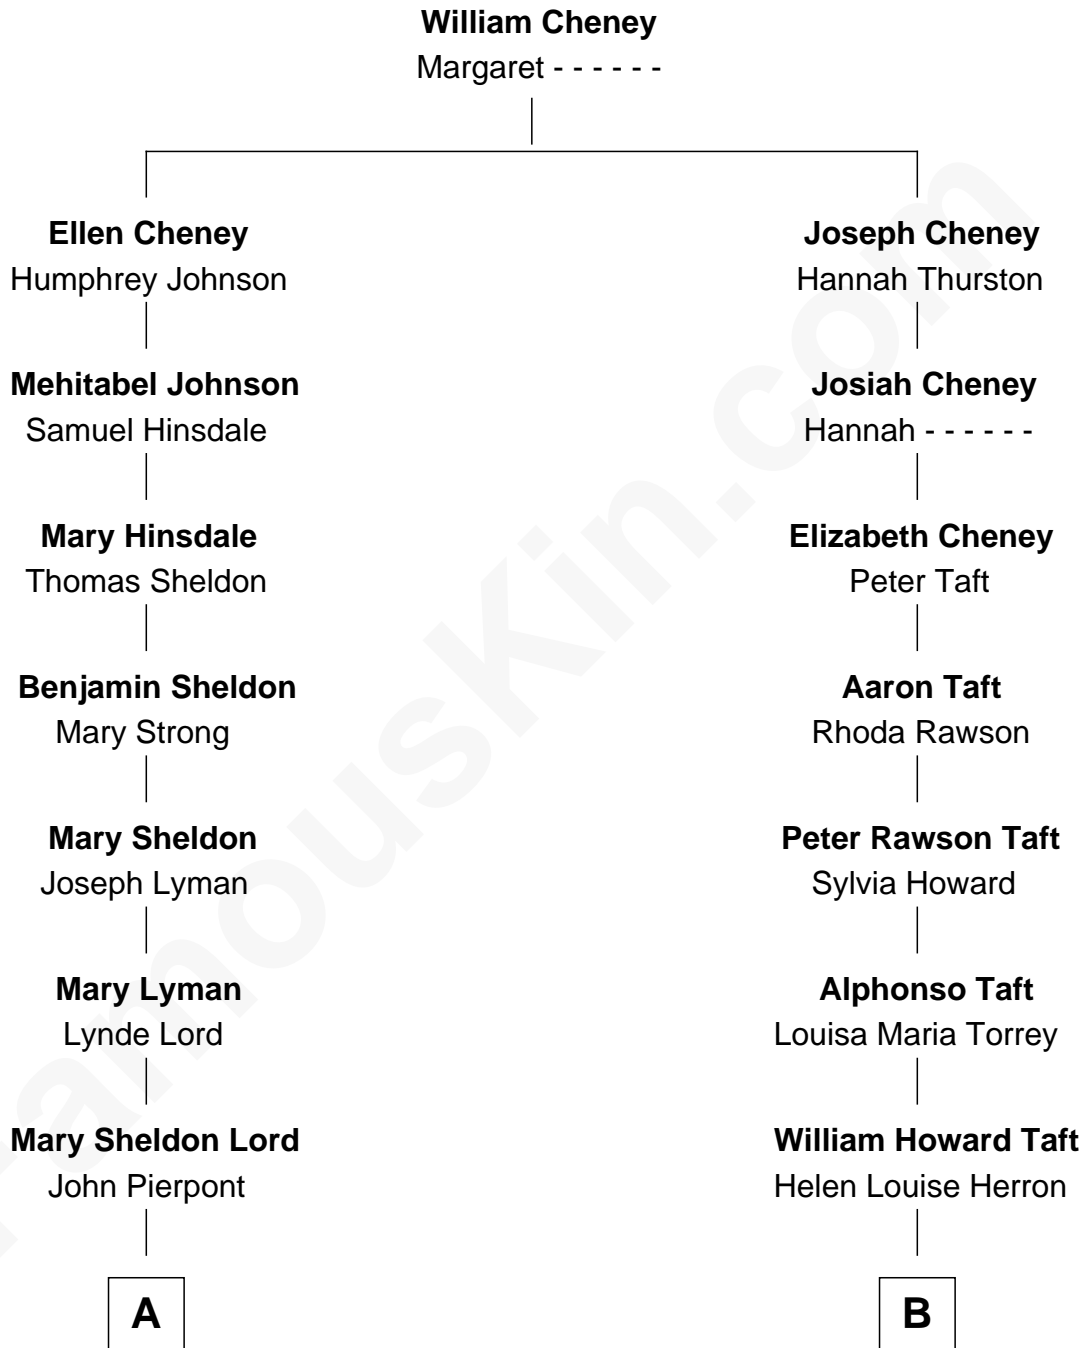 William Cheney
Margaret - - - - - -
Ellen Cheney
Humphrey Johnson
Joseph Cheney
Hannah Thurston
Mehitabel Johnson
Samuel Hinsdale
Josiah Cheney
Hannah - - - - - -
Mary Hinsdale
Thomas Sheldon
Elizabeth Cheney
Peter Taft
Benjamin Sheldon
Mary Strong
Aaron Taft
Rhoda Rawson
Mary Sheldon
Joseph Lyman
Peter Rawson Taft
Sylvia Howard
Mary Lyman
Lynde Lord
Alphonso Taft
Louisa Maria Torrey
Mary Sheldon Lord
John Pierpont
William Howard Taft
Helen Louise Herron
A
B
FamousKin.com